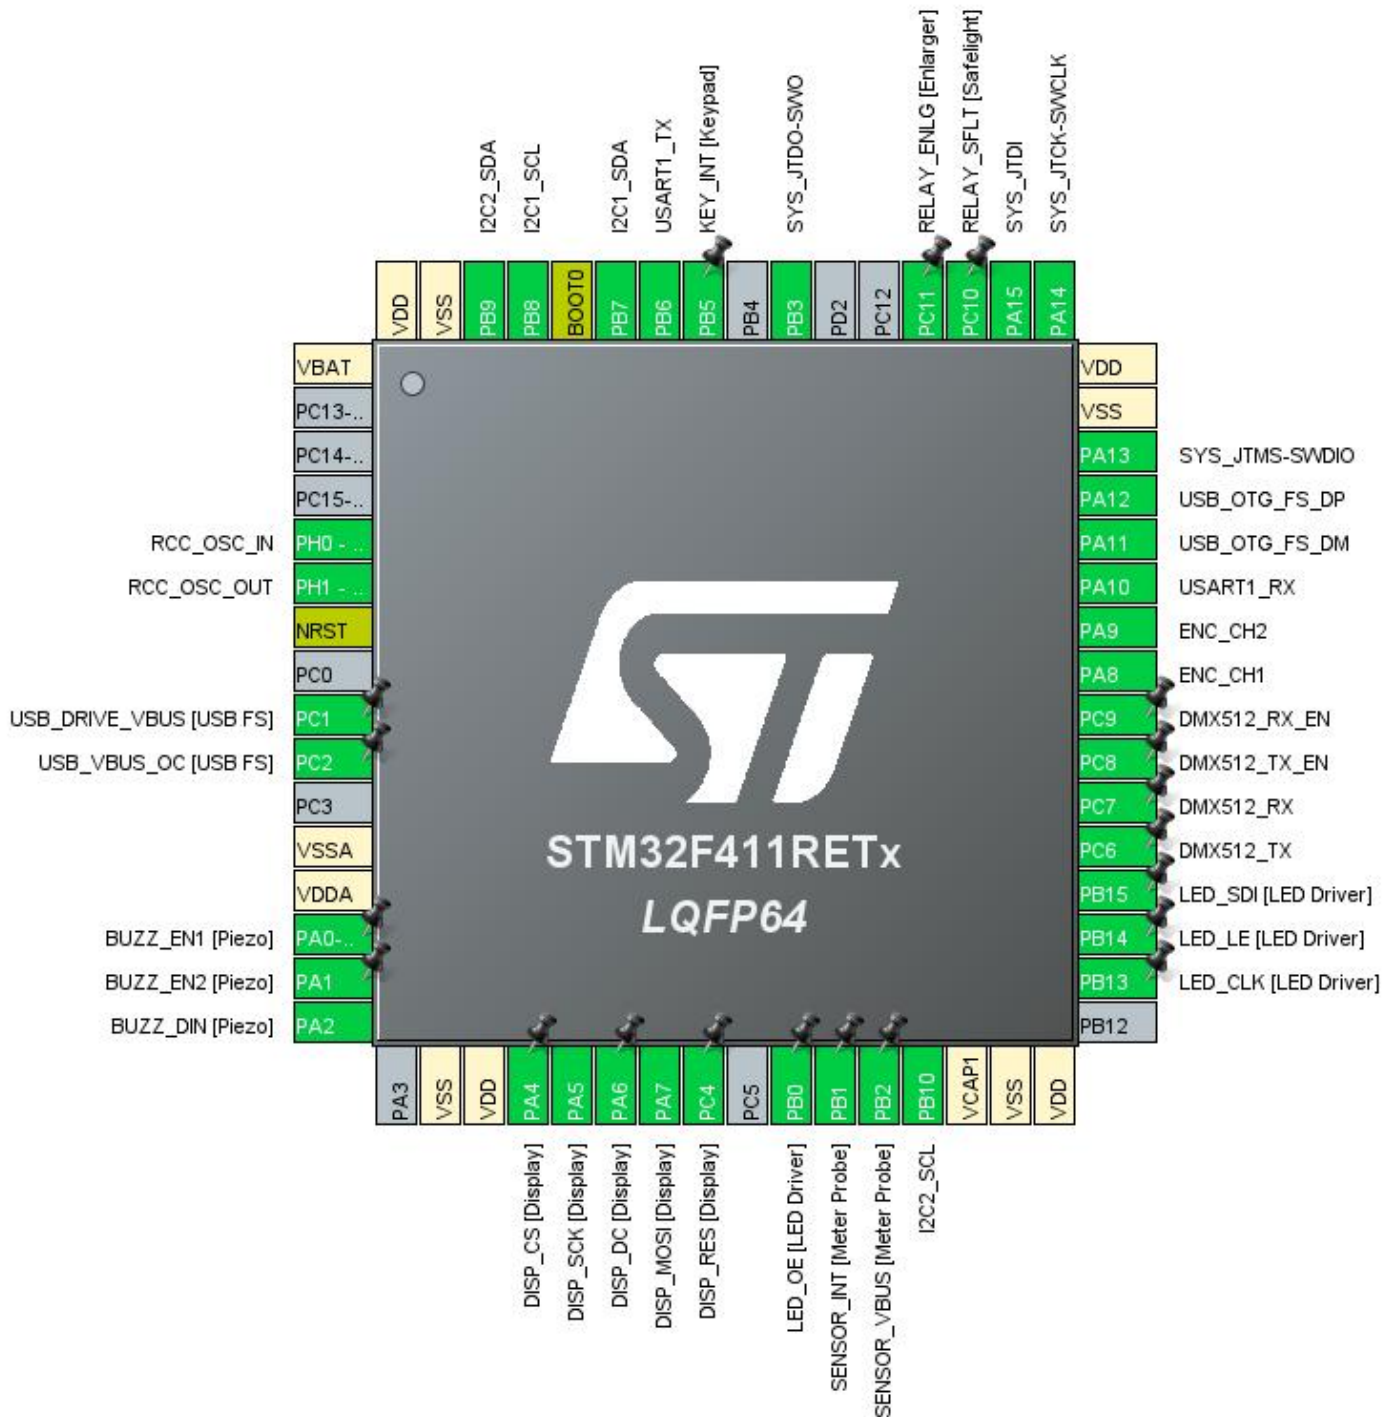 I2C2_SDA
I2C1_SCL
I2C1_SDA
USART1_TX
KEY_INT [Keypad]
SYS_JTDO-SWO
RELAY_ENLG [Enlarger]
RELAY_SFLT [Safelight]
SYS_JTDI
SYS_JTCK-SWCLK
VDD
VSS
PB9
PB8
BOOT0
PB7
PB6
PB5
PB4
PB3
PD2
PC12
PC11
PC10
PA15
PA14
VBAT
PC13-..
PC14-..
PC15-..
RCC_OSC_IN PH0 - ..
RCC_OSC_OUT PH1 - ..
NRST
PC0
USB_DRIVE_VBUS [USB FS] PC1
USB_VBUS_OC [USB FS] PC2
PC3
VSSA
VDDA
BUZZ_EN1 [Piezo] PA0-..
BUZZ_EN2 [Piezo] PA1
BUZZ_DIN [Piezo] PA2
ST
STM32F411RETx
LQFP64
VDD
VSS
PA13 SYS_JTMS-SWDIO
PA12 USB_OTG_FS_DP
PA11 USB_OTG_FS_DM
PA10 USART1_RX
PA9 ENC_CH2
PA8 ENC_CH1
PC9 DMX512_RX_EN
PC8 DMX512_TX_EN
PC7 DMX512_RX
PC6 DMX512_TX
PB15 LED_SDI [LED Driver]
PB14 LED_LE [LED Driver]
PB13 LED_CLK [LED Driver]
PB12
PA3
VSS
VDD
PA4
PA5
PA6
PA7
PC4
PC5
PB0
PB1
PB2
PB10
VCAP1
VSS
VDD
DISP_CS [Display]
DISP_SCK [Display]
DISP_DC [Display]
DISP_MOSI [Display]
DISP_RES [Display]
LED_OE [LED Driver]
SENSOR_INT [Meter Probe]
SENSOR_VBUS [Meter Probe]
I2C2_SCL